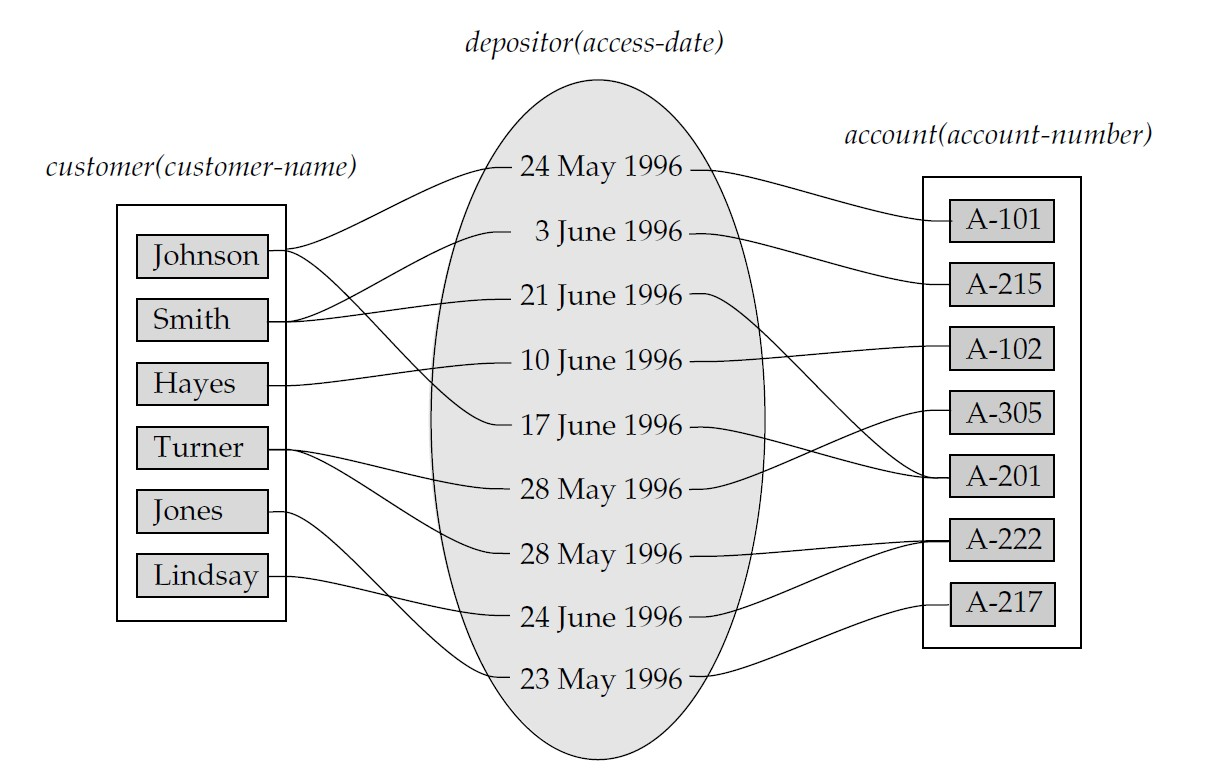 depositor(access-date)
customer(customer-name)
Johnson
Smith
Hayes
Turner
Jones
Lindsay
24 May 1996
3 June 1996
21 June 1996
10 June 1996
17 June 1996
28 May 1996
28 May 1996
24 June 1996
23 May 1996
account(account-number)
A-101
A-215
A-102
A-305
A-201
A-222
A-217